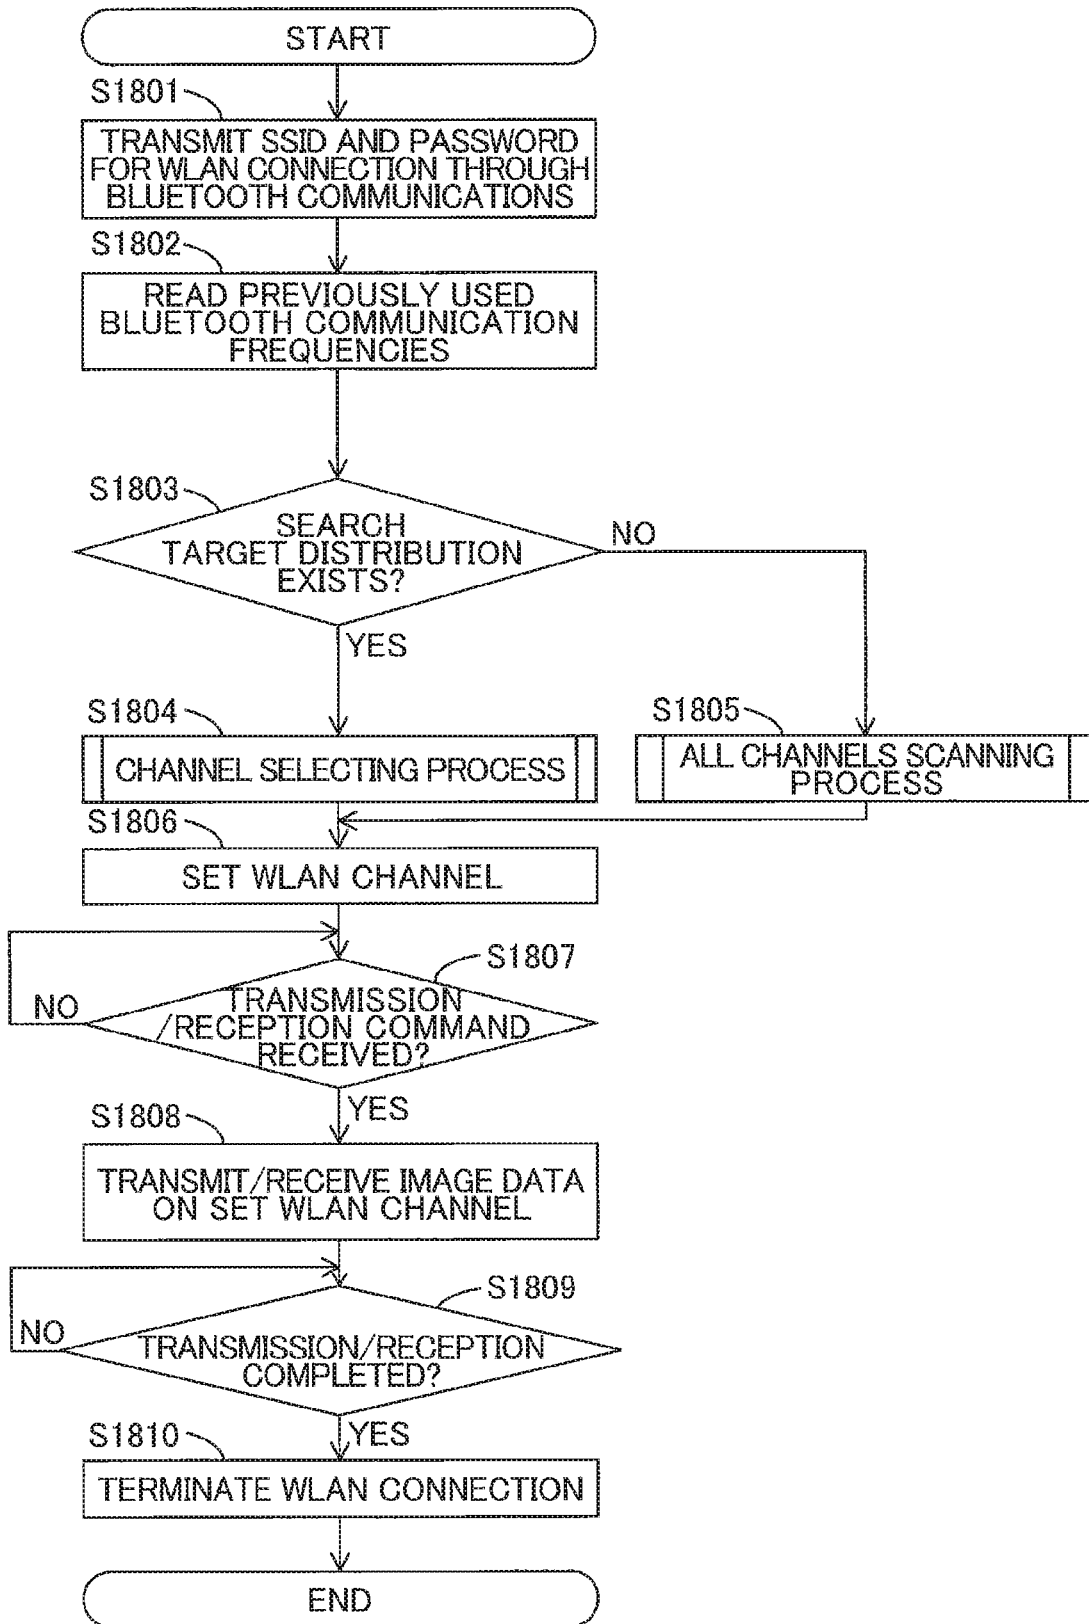 START
S1801
TRANSMIT SSID AND PASSWORD
FOR WLAN CONNECTION THROUGH
BLUETOOTH COMMUNICATIONS
S1802
READ PREVIOUSLY USED
BLUETOOTH COMMUNICATION
FREQUENCIES
S1803
SEARCH
TARGET DISTRIBUTION
EXISTS?
NO
YES
S1804
CHANNEL SELECTING PROCESS
S1805
ALL CHANNELS SCANNING
PROCESS
S1806
SET WLAN CHANNEL
S1807
TRANSMISSION
/RECEPTION COMMAND
RECEIVED?
NO
YES
S1808
TRANSMIT/RECEIVE IMAGE DATA
ON SET WLAN CHANNEL
S1809
TRANSMISSION/RECEPTION
COMPLETED?
NO
YES
S1810
TERMINATE WLAN CONNECTION
END